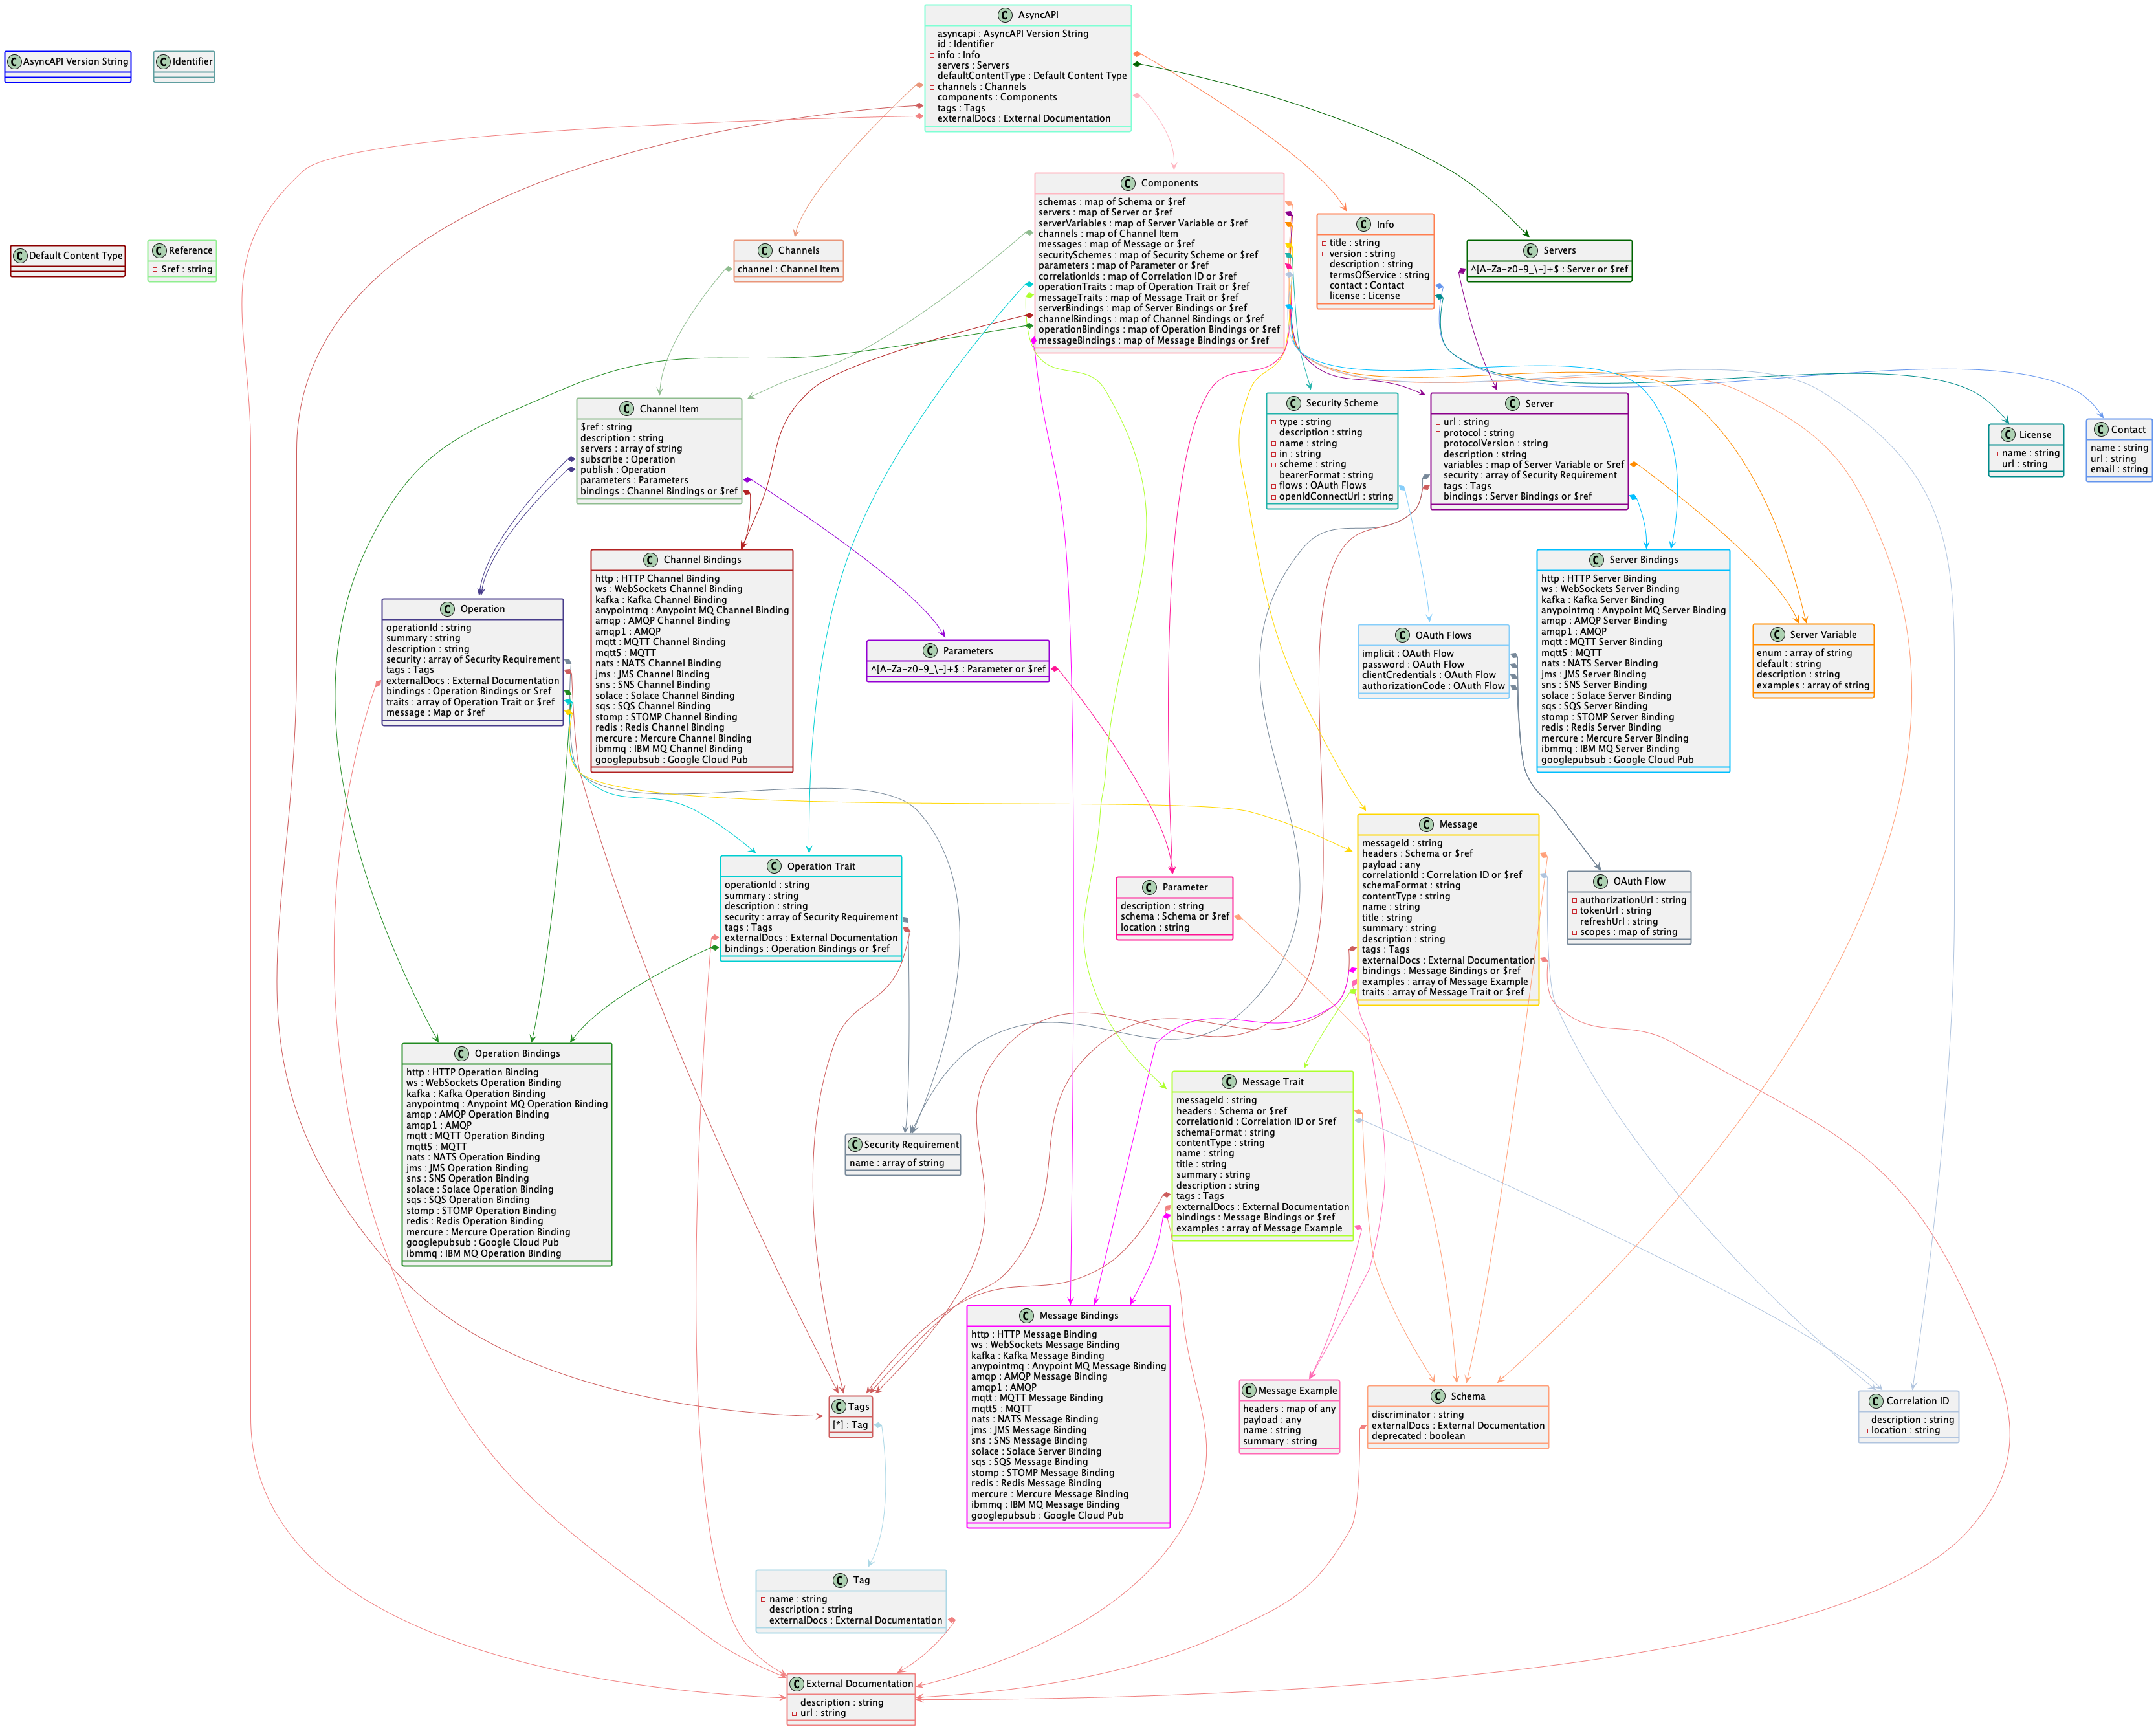 AsyncAPI
asyncapi : AsyncAPI Version String
id : Identifier
info : Info
servers : Servers
defaultContentType : Default Content Type
channels : Channels
components : Components
tags : Tags
externalDocs : External Documentation
AsyncAPI Version String
Identifier
Components
schemas : map of Schema or $ref
servers : map of Server or $ref
serverVariables : map of Server Variable or $ref
channels : map of Channel Item
messages : map of Message or $ref
securitySchemes : map of Security Scheme or $ref
parameters : map of Parameter or $ref
correlationIds : map of Correlation ID or $ref
operationTraits : map of Operation Trait or $ref
messageTraits : map of Message Trait or $ref
serverBindings : map of Server Bindings or $ref
channelBindings : map of Channel Bindings or $ref
operationBindings : map of Operation Bindings or $ref
messageBindings : map of Message Bindings or $ref
Info
title : string
version : string
description : string
termsOfService : string
contact : Contact
license : License
Default Content Type
Reference
$ref : string
Channels
channel : Channel Item
Servers
^[A-Za-z0-9_\-]+$ : Server or $ref
Channel Item
$ref : string
description : string
servers : array of string
subscribe : Operation
publish : Operation
parameters : Parameters
bindings : Channel Bindings or $ref
Security Scheme
type : string
description : string
name : string
in : string
scheme : string
bearerFormat : string
flows : OAuth Flows
openIdConnectUrl : string
Server
url : string
protocol : string
protocolVersion : string
description : string
variables : map of Server Variable or $ref
security : array of Security Requirement
tags : Tags
bindings : Server Bindings or $ref
License
name : string
url : string
Contact
name : string
url : string
email : string
Operation
operationId : string
summary : string
description : string
security : array of Security Requirement
tags : Tags
externalDocs : External Documentation
bindings : Operation Bindings or $ref
traits : array of Operation Trait or $ref
message : Map or $ref
Channel Bindings
http : HTTP Channel Binding
ws : WebSockets Channel Binding
kafka : Kafka Channel Binding
anypointmq : Anypoint MQ Channel Binding
amqp : AMQP Channel Binding
amqp1 : AMQP
mqtt : MQTT Channel Binding
mqtt5 : MQTT
nats : NATS Channel Binding
jms : JMS Channel Binding
sns : SNS Channel Binding
solace : Solace Channel Binding
sqs : SQS Channel Binding
stomp : STOMP Channel Binding
redis : Redis Channel Binding
mercure : Mercure Channel Binding
ibmmq : IBM MQ Channel Binding
googlepubsub : Google Cloud Pub
Parameters
^[A-Za-z0-9_\-]+$ : Parameter or $ref
OAuth Flows
implicit : OAuth Flow
password : OAuth Flow
clientCredentials : OAuth Flow
authorizationCode : OAuth Flow
Server Bindings
http : HTTP Server Binding
ws : WebSockets Server Binding
kafka : Kafka Server Binding
anypointmq : Anypoint MQ Server Binding
amqp : AMQP Server Binding
amqp1 : AMQP
mqtt : MQTT Server Binding
mqtt5 : MQTT
nats : NATS Server Binding
jms : JMS Server Binding
sns : SNS Server Binding
solace : Solace Server Binding
sqs : SQS Server Binding
stomp : STOMP Server Binding
redis : Redis Server Binding
mercure : Mercure Server Binding
ibmmq : IBM MQ Server Binding
googlepubsub : Google Cloud Pub
Server Variable
enum : array of string
default : string
description : string
examples : array of string
Operation Trait
operationId : string
summary : string
description : string
security : array of Security Requirement
tags : Tags
externalDocs : External Documentation
bindings : Operation Bindings or $ref
Parameter
description : string
schema : Schema or $ref
location : string
Message
messageId : string
headers : Schema or $ref
payload : any
correlationId : Correlation ID or $ref
schemaFormat : string
contentType : string
name : string
title : string
summary : string
description : string
tags : Tags
externalDocs : External Documentation
bindings : Message Bindings or $ref
examples : array of Message Example
traits : array of Message Trait or $ref
OAuth Flow
authorizationUrl : string
tokenUrl : string
refreshUrl : string
scopes : map of string
Operation Bindings
http : HTTP Operation Binding
ws : WebSockets Operation Binding
kafka : Kafka Operation Binding
anypointmq : Anypoint MQ Operation Binding
amqp : AMQP Operation Binding
amqp1 : AMQP
mqtt : MQTT Operation Binding
mqtt5 : MQTT
nats : NATS Operation Binding
jms : JMS Operation Binding
sns : SNS Operation Binding
solace : Solace Operation Binding
sqs : SQS Operation Binding
stomp : STOMP Operation Binding
redis : Redis Operation Binding
mercure : Mercure Operation Binding
googlepubsub : Google Cloud Pub
ibmmq : IBM MQ Operation Binding
Security Requirement
name : array of string
Message Trait
messageId : string
headers : Schema or $ref
correlationId : Correlation ID or $ref
schemaFormat : string
contentType : string
name : string
title : string
summary : string
description : string
tags : Tags
externalDocs : External Documentation
bindings : Message Bindings or $ref
examples : array of Message Example
Tags
[*] : Tag
Message Bindings
http : HTTP Message Binding
ws : WebSockets Message Binding
kafka : Kafka Message Binding
anypointmq : Anypoint MQ Message Binding
amqp : AMQP Message Binding
amqp1 : AMQP
mqtt : MQTT Message Binding
mqtt5 : MQTT
nats : NATS Message Binding
jms : JMS Message Binding
sns : SNS Message Binding
solace : Solace Server Binding
sqs : SQS Message Binding
stomp : STOMP Message Binding
redis : Redis Message Binding
mercure : Mercure Message Binding
ibmmq : IBM MQ Message Binding
googlepubsub : Google Cloud Pub
Message Example
headers : map of any
payload : any
name : string
summary : string
Schema
discriminator : string
externalDocs : External Documentation
deprecated : boolean
Correlation ID
description : string
location : string
Tag
name : string
description : string
externalDocs : External Documentation
External Documentation
description : string
url : string